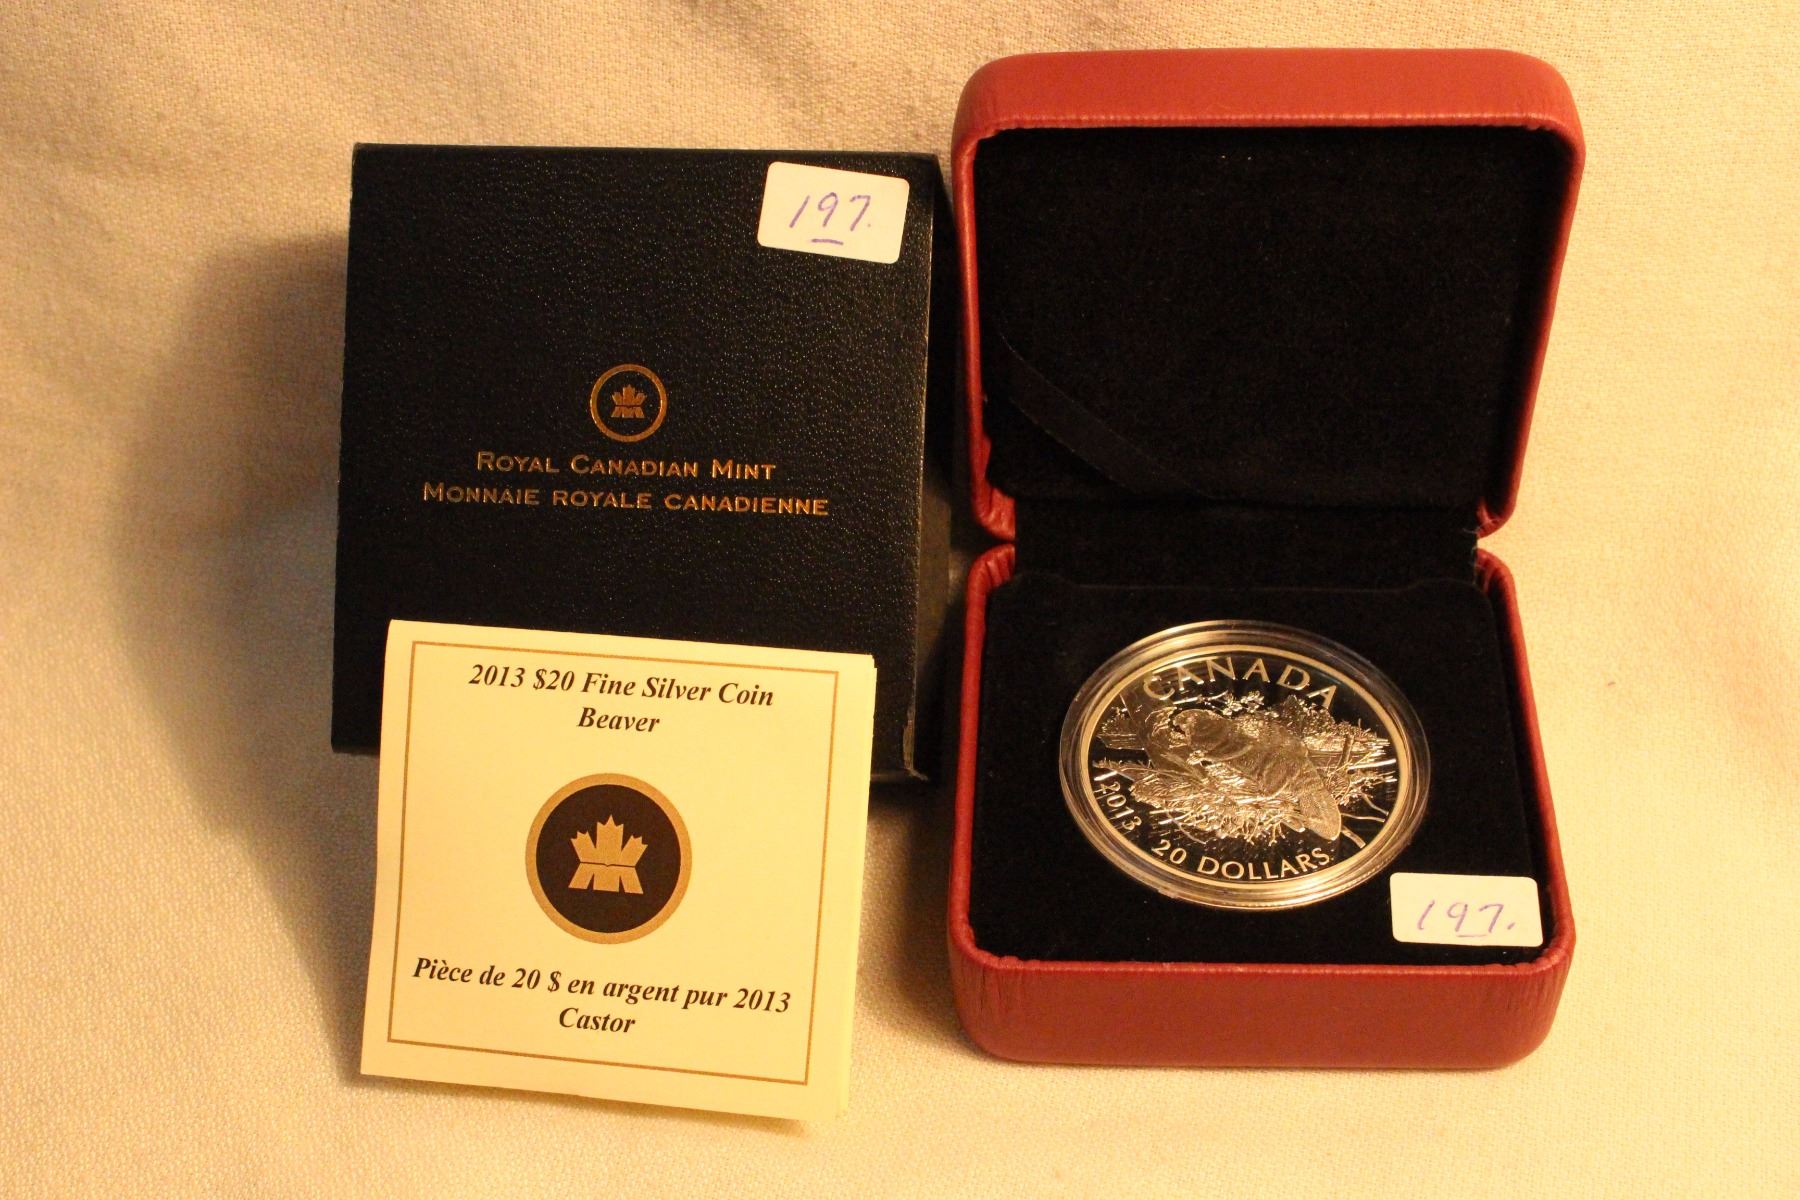 197.
ROYAL CANADIAN MINT
MONNAIE ROYALE CANADIENNE
2013 $20 Fine Silver Coin
Beaver
Pièce de 20 $ en argent pur 2013
Castor
CANADA
2013 20 DOLLARS
197.